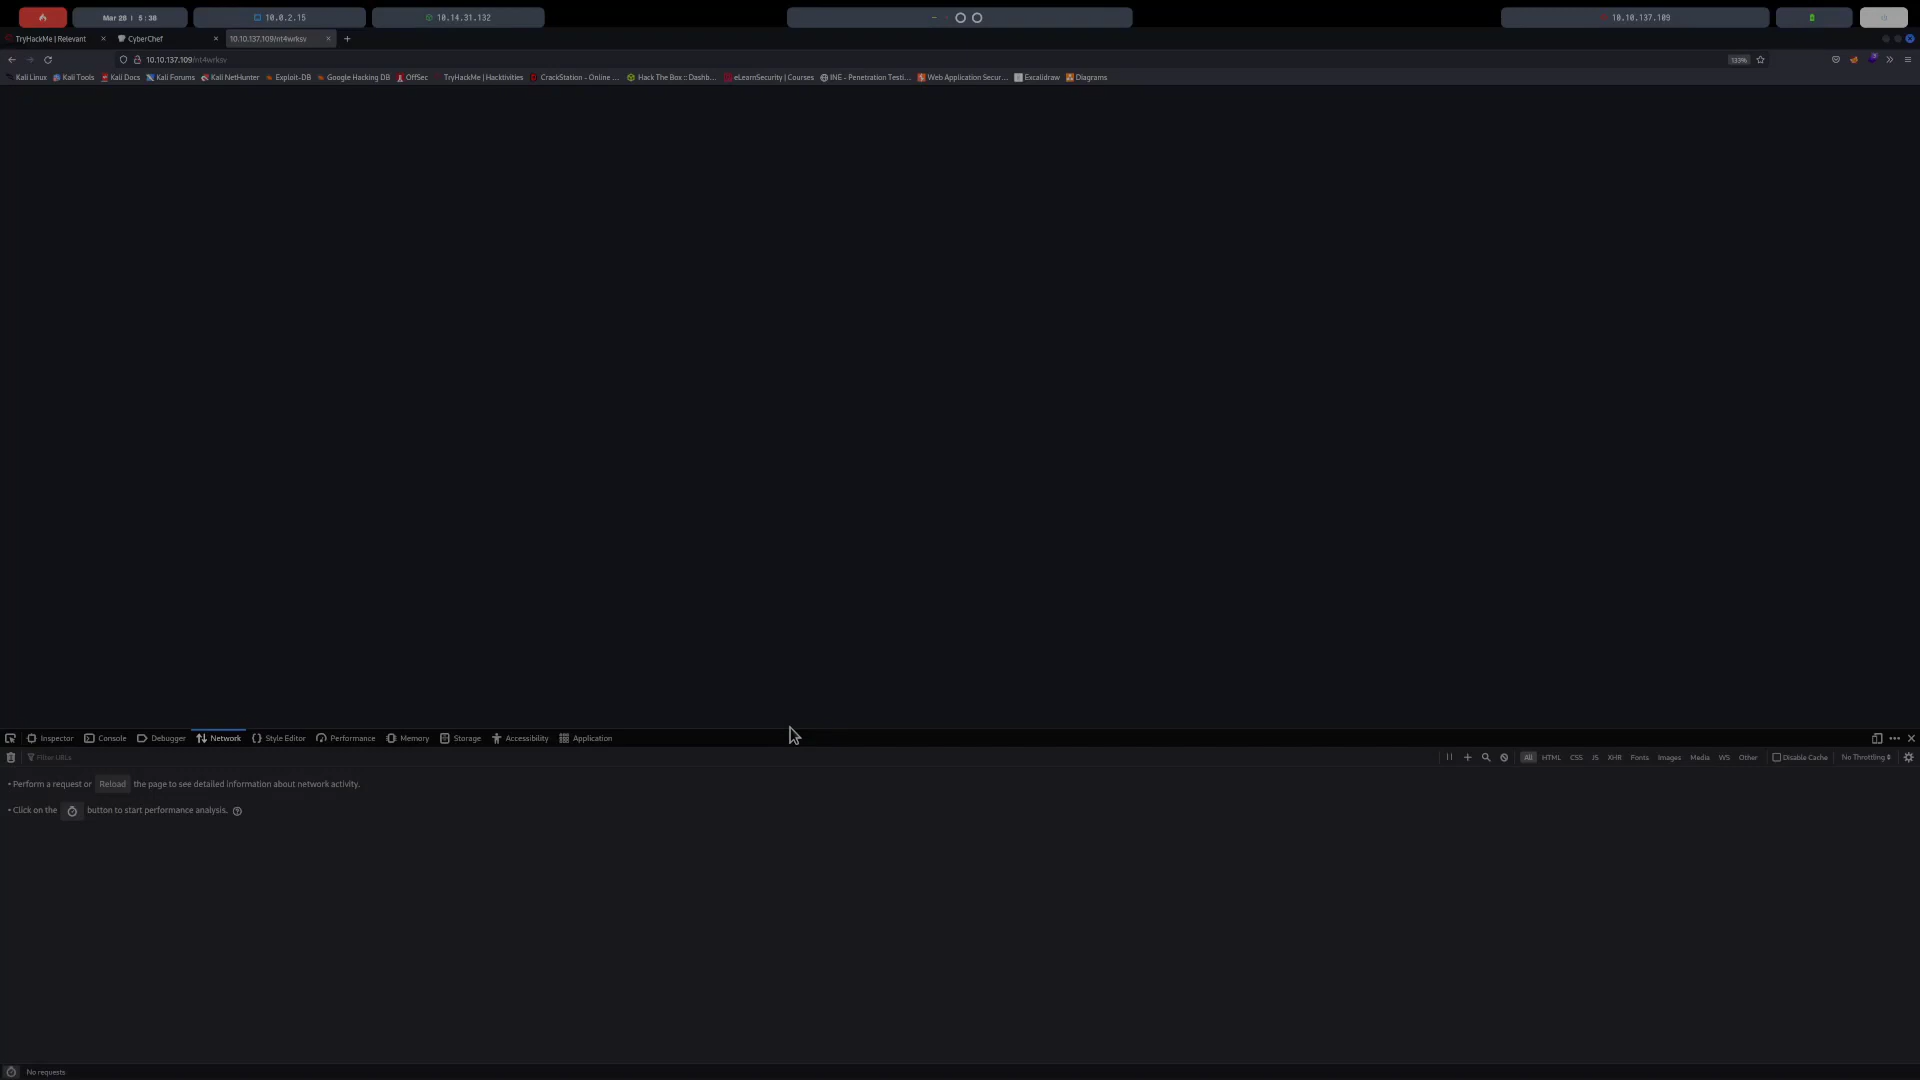 Mar 28 | 5:38
10.0.2.15
10.14.31.132
10.10.137.109
TryHackMe | Relevant
CyberChef
10.10.137.109/nt4wrksv
10.10.137.109/nt4wrksv
133%
Kali Linux
Kali Tools
Kali Docs
Kali Forums
Kali NetHunter
Exploit-DB
Google Hacking DB
OffSec
TryHackMe | Hacktivities
CrackStation - Online ...
Hack The Box :: Dashb...
eLearnSecurity | Courses
INE - Penetration Testi...
Web Application Secur...
Excalidraw
Diagrams
Inspector
Console
Debugger
Network
Style Editor
Performance
Memory
Storage
Accessibility
Application
Filter URLs
All
HTML
CSS
JS
XHR
Fonts
Images
Media
WS
Other
Disable Cache
No Throttling
• Perform a request or Reload the page to see detailed information about network activity.
• Click on the button to start performance analysis.
No requests